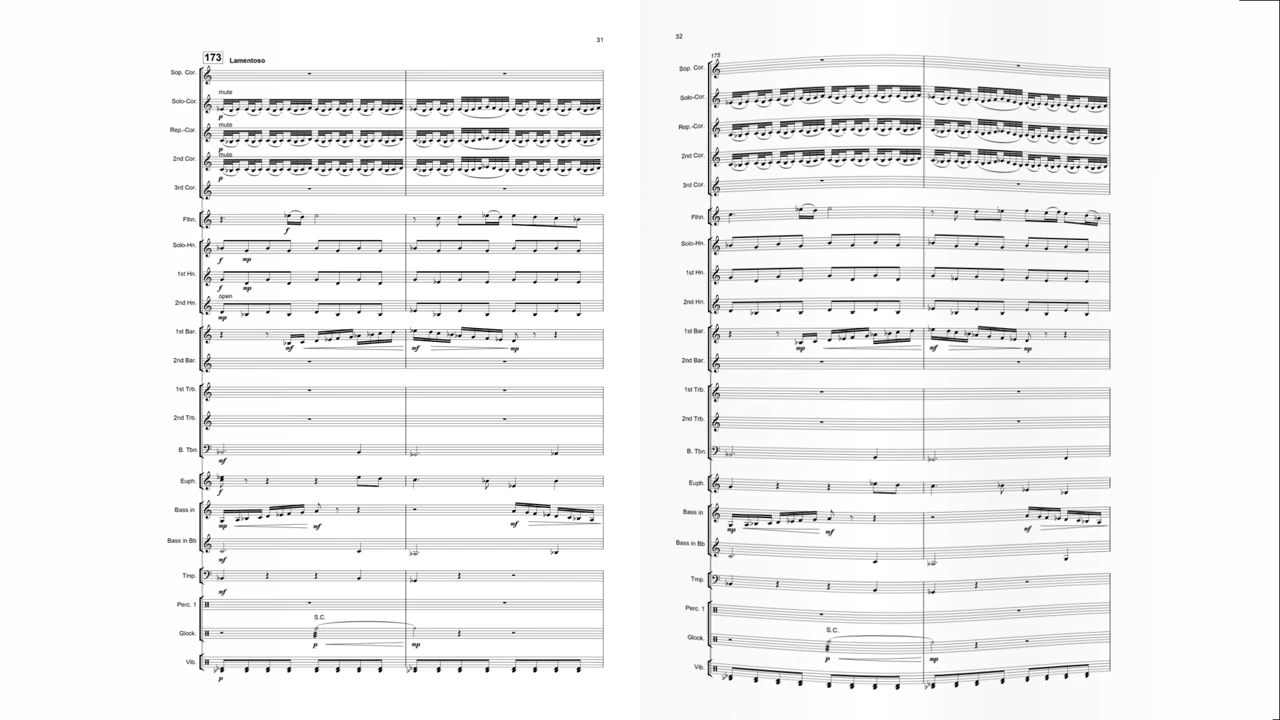 31
173 Lamentoso
Sop. Cor.
mute
Solo-Cor.
p
mute
Rep.-Cor.
p
mute
2nd Cor.
p
3rd Cor.
Flhn.
f
Solo-Hn.
f mp
1st Hn.
f mp
open
2nd Hn.
mp
1st Bar.
mf mf mp
2nd Bar.
1st Trb.
2nd Trb.
B. Tbn.
mf
Euph.
f
Bass in
mp mf mf
Bass in Bb
mf
Tmp.
mf
Perc. 1
S.C.
Glock.
p mp
Vib.
p
32
175
Sop. Cor.
Solo-Cor.
Rep.-Cor.
2nd Cor.
3rd Cor.
Flhn.
Solo-Hn.
1st Hn.
2nd Hn.
1st Bar.
mp mf mp
2nd Bar.
1st Trb.
2nd Trb.
B. Tbn.
Euph.
Bass in
mp mf mf
Bass in Bb
Tmp.
Perc. 1
S.C.
Glock.
p mp
Vib.